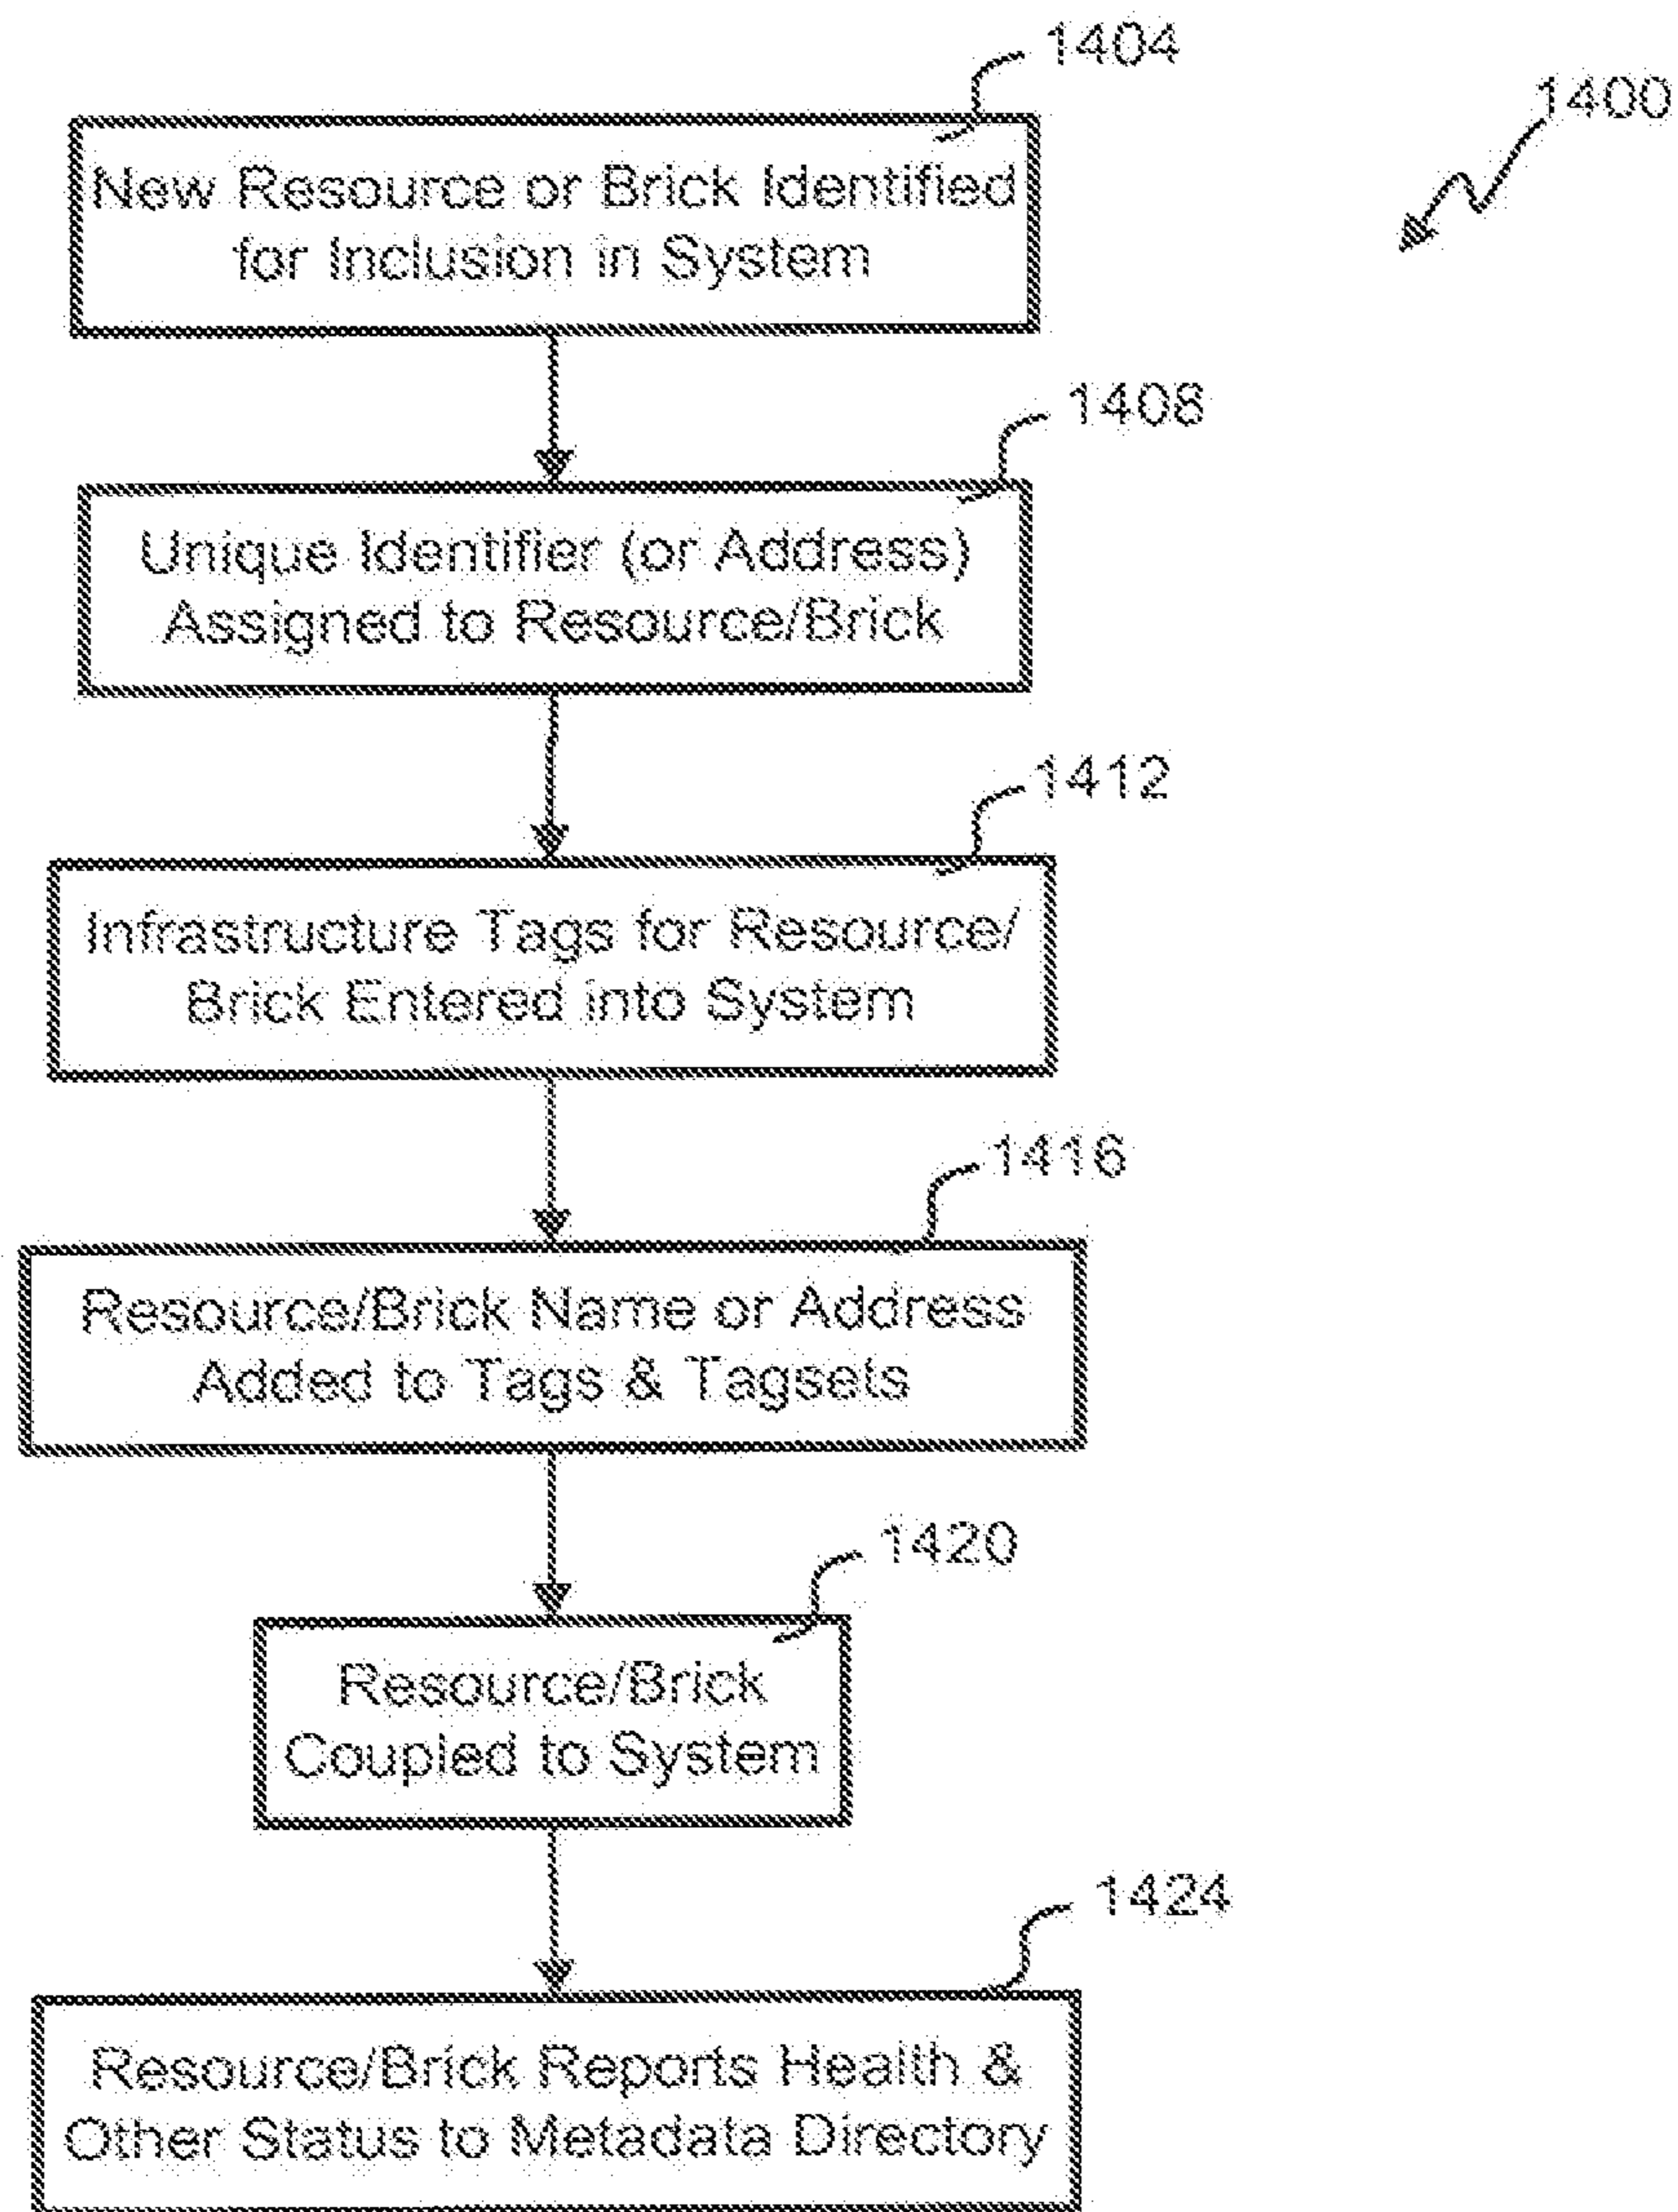 1404
1400
New Resource or Brick Identified
for Inclusion in System
1408
Unique Identifier (or Address)
Assigned to Resource/Brick
1412
Infrastructure Tags for Resource/
Brick Entered into System
1416
Resource/Brick Name or Address
Added to Tags & Tagsets
1420
Resource/Brick
Coupled to System
1424
Resource/Brick Reports Health &
Other Status to Metadata Directory